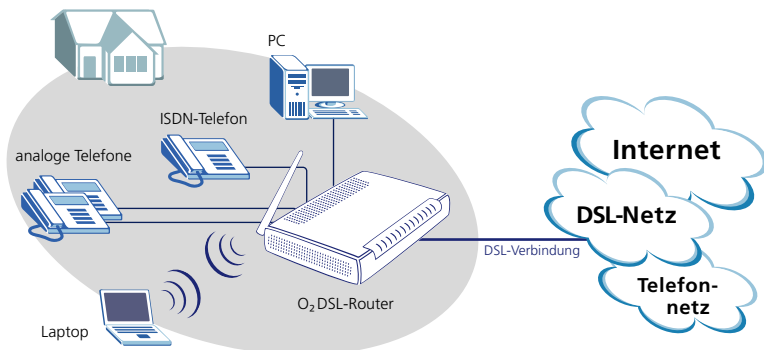 PC
ISDN-Telefon
analoge Telefone
Internet
DSL-Netz
DSL-Verbindung
Telefon-
netz
O₂ DSL-Router
Laptop